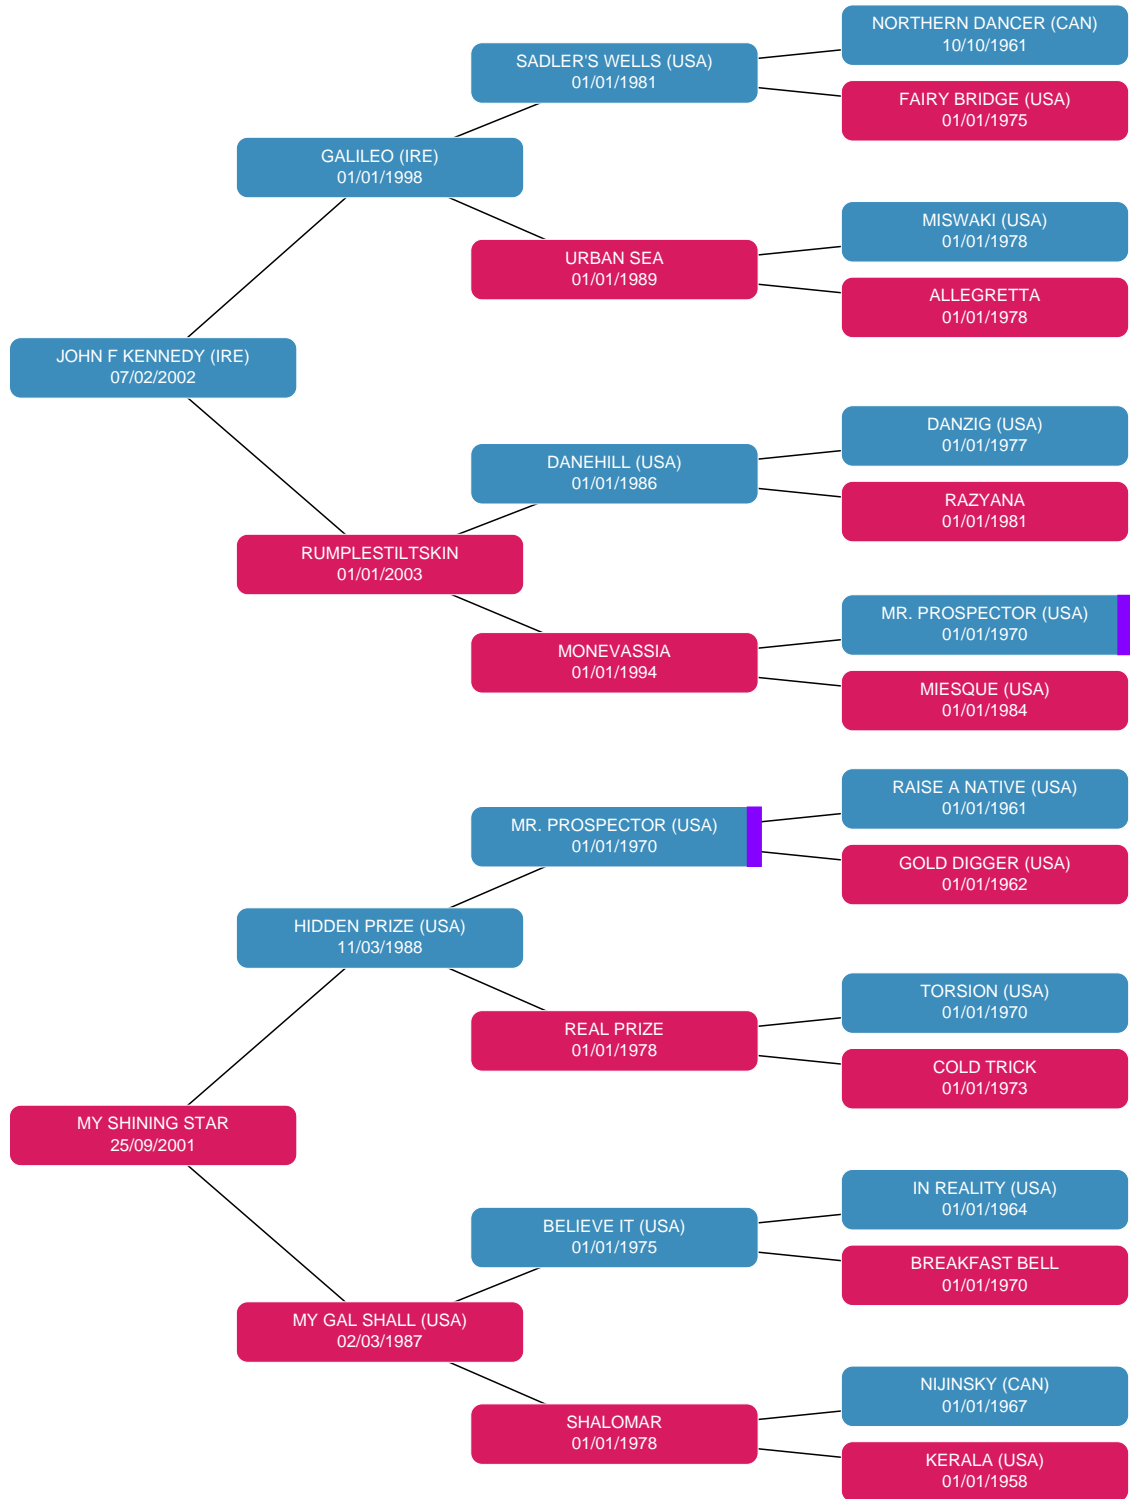 NORTHERN DANCER (CAN)
10/10/1961
SADLER'S WELLS (USA)
01/01/1981
FAIRY BRIDGE (USA)
01/01/1975
GALILEO (IRE)
01/01/1998
MISWAKI (USA)
01/01/1978
URBAN SEA
01/01/1989
ALLEGRETTA
01/01/1978
JOHN F KENNEDY (IRE)
07/02/2002
DANZIG (USA)
01/01/1977
DANEHILL (USA)
01/01/1986
RAZYANA
01/01/1981
RUMPLESTILTSKIN
01/01/2003
MR. PROSPECTOR (USA)
01/01/1970
MONEVASSIA
01/01/1994
MIESQUE (USA)
01/01/1984
RAISE A NATIVE (USA)
01/01/1961
MR. PROSPECTOR (USA)
01/01/1970
GOLD DIGGER (USA)
01/01/1962
HIDDEN PRIZE (USA)
11/03/1988
TORSION (USA)
01/01/1970
REAL PRIZE
01/01/1978
COLD TRICK
01/01/1973
MY SHINING STAR
25/09/2001
IN REALITY (USA)
01/01/1964
BELIEVE IT (USA)
01/01/1975
BREAKFAST BELL
01/01/1970
MY GAL SHALL (USA)
02/03/1987
NIJINSKY (CAN)
01/01/1967
SHALOMAR
01/01/1978
KERALA (USA)
01/01/1958